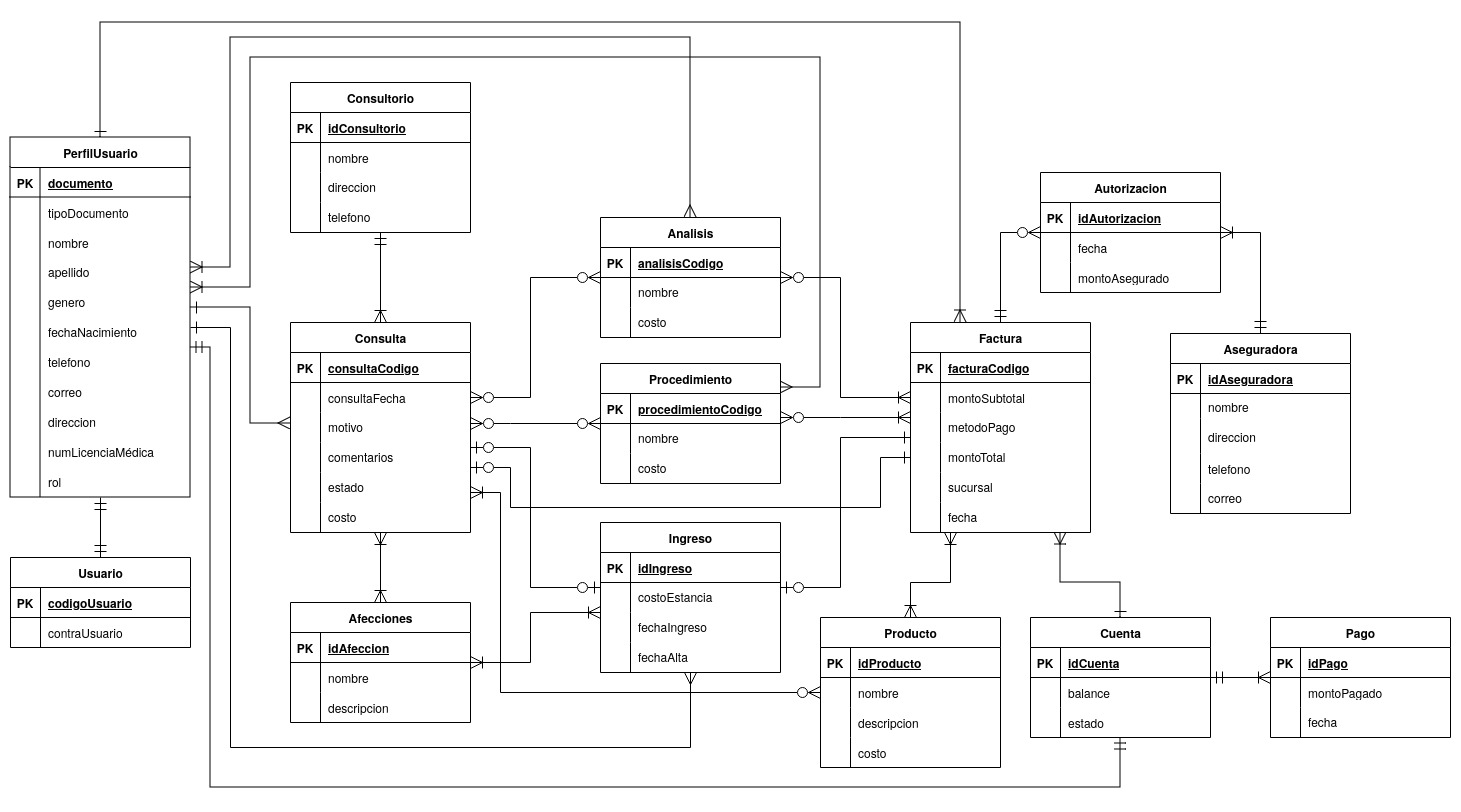 Consultorio
PK idConsultorio
nombre
direccion
telefono
PerfilUsuario
PK documento
tipoDocumento
nombre
apellido
genero
fechaNacimiento
telefono
correo
direccion
numLicenciaMédica
rol
Usuario
PK codigoUsuario
contraUsuario
Consulta
PK consultaCodigo
consultaFecha
motivo
comentarios
estado
costo
Afecciones
PK idAfeccion
nombre
descripcion
Analisis
PK analisisCodigo
nombre
costo
Procedimiento
PK procedimientoCodigo
nombre
costo
Ingreso
PK idIngreso
costoEstancia
fechaIngreso
fechaAlta
Factura
PK facturaCodigo
montoSubtotal
metodoPago
montoTotal
sucursal
fecha
Producto
PK idProducto
nombre
descripcion
costo
Autorizacion
PK idAutorizacion
fecha
montoAsegurado
Aseguradora
PK idAseguradora
nombre
direccion
telefono
correo
Cuenta
PK idCuenta
balance
estado
Pago
PK idPago
montoPagado
fecha